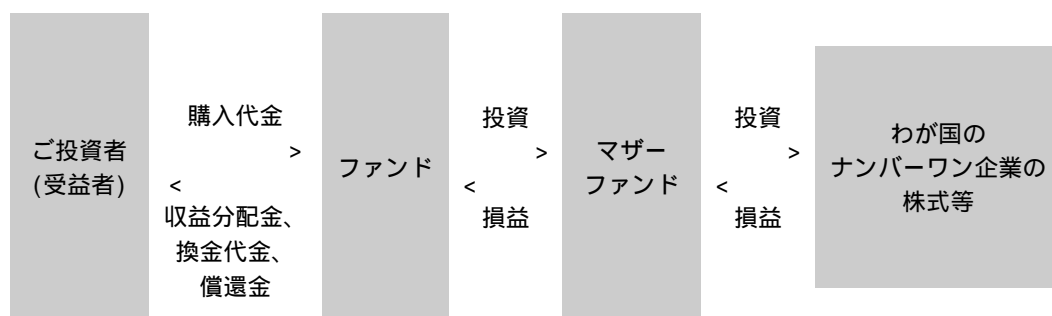 ご投資者
(受益者)
購入代金
>
<
収益分配金、
換金代金、
償還金
ファンド
投資
>
<
損益
マザー
ファンド
投資
>
<
損益
わが国の
ナンバーワン企業の
株式等